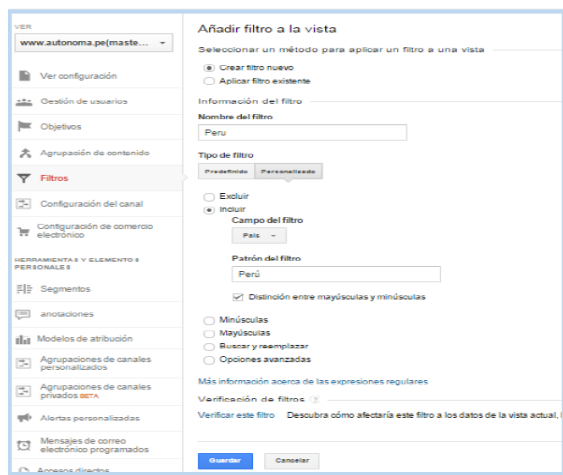 VER
www.autonoma.pe(maste...
Ver configuración
Gestión de usuarios
Objetivos
Agrupación de contenido
Filtros
Configuración del canal
Configuración de comercio
electrónico
HERRAMIENTAS Y ELEMENTOS
PERSONALES
Segmentos
anotaciones
Modelos de atribución
Agrupaciones de canales
personalizados
Agrupaciones de canales
privados BETA
Alertas personalizadas
Mensajes de correo
electrónico programados
Accesos directos
Añadir filtro a la vista
Seleccionar un método para aplicar un filtro a una vista
Crear filtro nuevo
Aplicar filtro existente
Información del filtro
Nombre del filtro
Peru
Tipo de filtro
Predefinido Personalizado
Excluir
Incluir
Campo del filtro
País
Patrón del filtro
Perú
Distinción entre mayúsculas y minúsculas
Minúsculas
Mayúsculas
Buscar y reemplazar
Opciones avanzadas
Más información acerca de las expresiones regulares
Verificación de filtros ?
Verificar este filtro Descubra cómo afectaría este filtro a los datos de la vista actual,
Guardar Cancelar